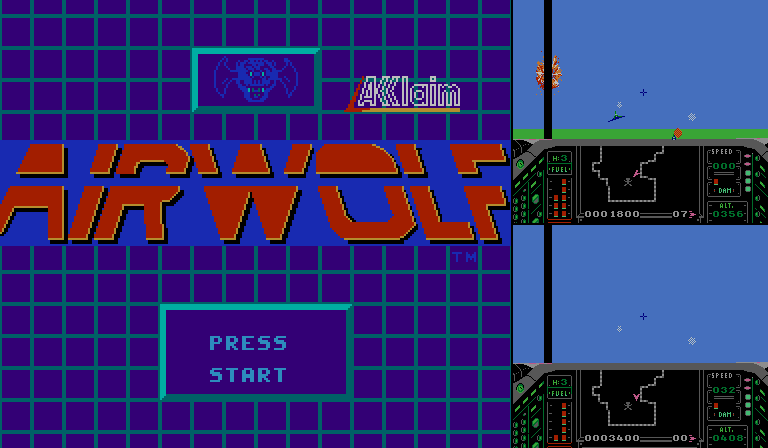 AKKlaim
AIRWOLF
TM
PRESS
START
H:3
FUEL
SPEED
000
DAM
ALT.
-0356
0001800
07
H:3
FUEL
SPEED
032
DAM
ALT.
-0408
0003400
00